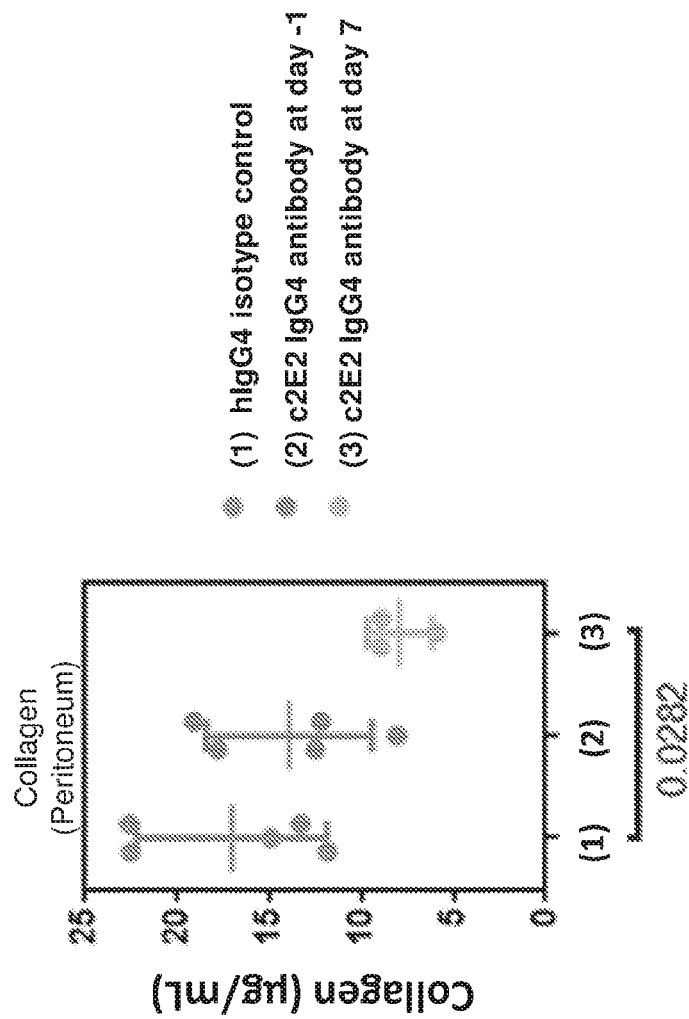 Collagen
(Peritoneum)
Collagen (µg/mL)
25
20
15
10
5
0
(1)
(2)
(3)
0.0282
(1) hIgG4 isotype control
(2) c2E2 IgG4 antibody at day -1
(3) c2E2 IgG4 antibody at day 7